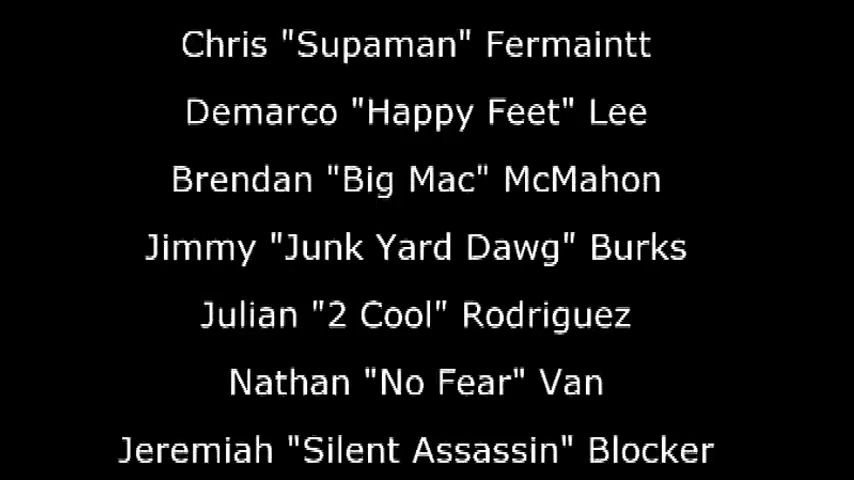 Chris "Supaman" Fermaintt
Demarco "Happy Feet" Lee
Brendan "Big Mac" McMahon
Jimmy "Junk Yard Dawg" Burks
Julian "2 Cool" Rodriguez
Nathan "No Fear" Van
Jeremiah "Silent Assassin" Blocker